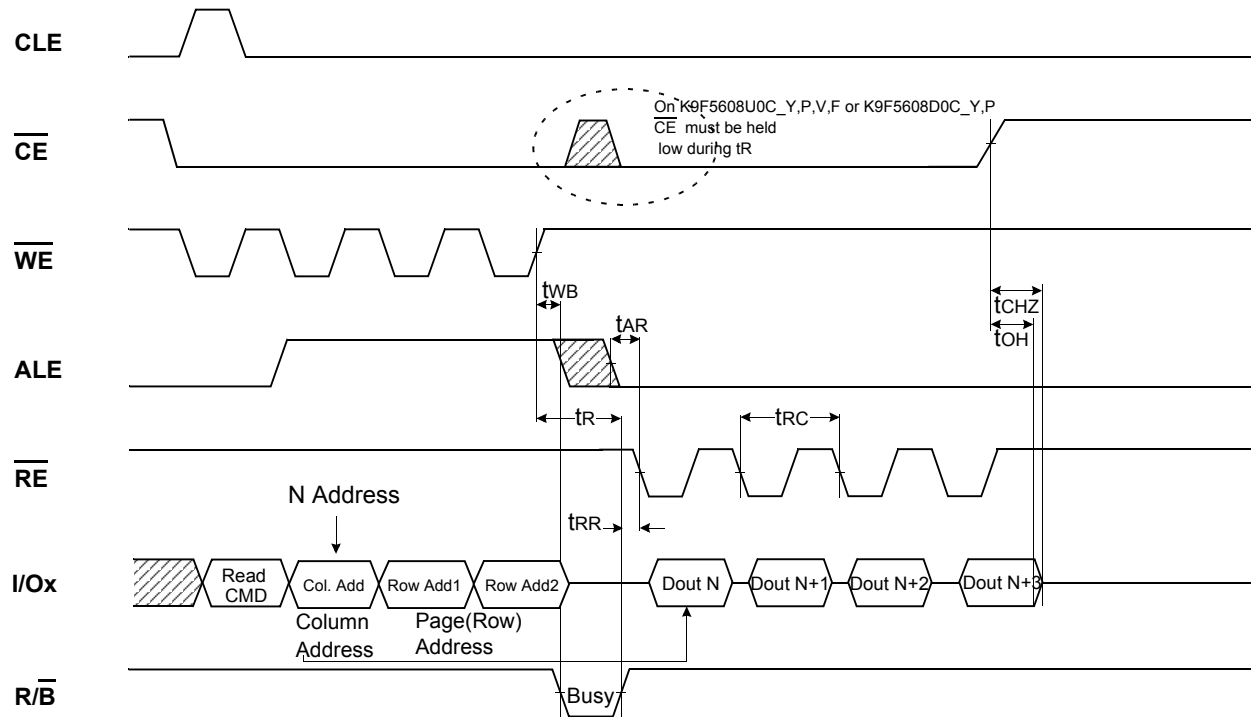 CLE
On K9F5608U0C_Y,P,V,F or K9F5608D0C_Y,P
CE must be held
low during tR
CE
WE
tWB
tCHZ
tAR
tOH
ALE
tR
tRC
RE
N Address
tRR
I/Ox
Read
CMD
Col. Add
Row Add1
Row Add2
Dout N
Dout N+1
Dout N+2
Dout N+3
Column
Address
Page(Row)
Address
R/B
Busy